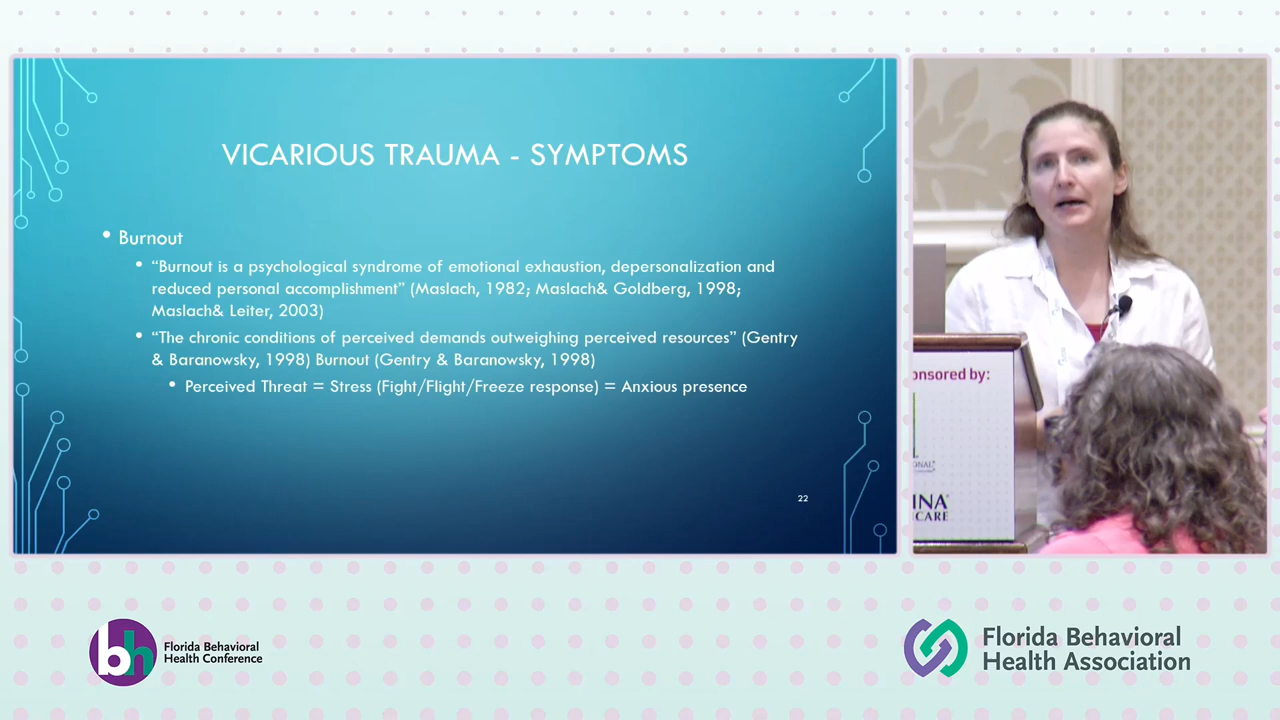 VICARIOUS TRAUMA - SYMPTOMS
• Burnout
• “Burnout is a psychological syndrome of emotional exhaustion, depersonalization and
reduced personal accomplishment” (Maslach, 1982; Maslach& Goldberg, 1998;
Maslach& Leiter, 2003)
• “The chronic conditions of perceived demands outweighing perceived resources” (Gentry
& Baranowsky, 1998) Burnout (Gentry & Baranowsky, 1998)
• Perceived Threat = Stress (Fight/Flight/Freeze response) = Anxious presence
22
onsored by:
ONAL
INA
CARE
bh
Florida Behavioral
Health Conference
Florida Behavioral
Health Association